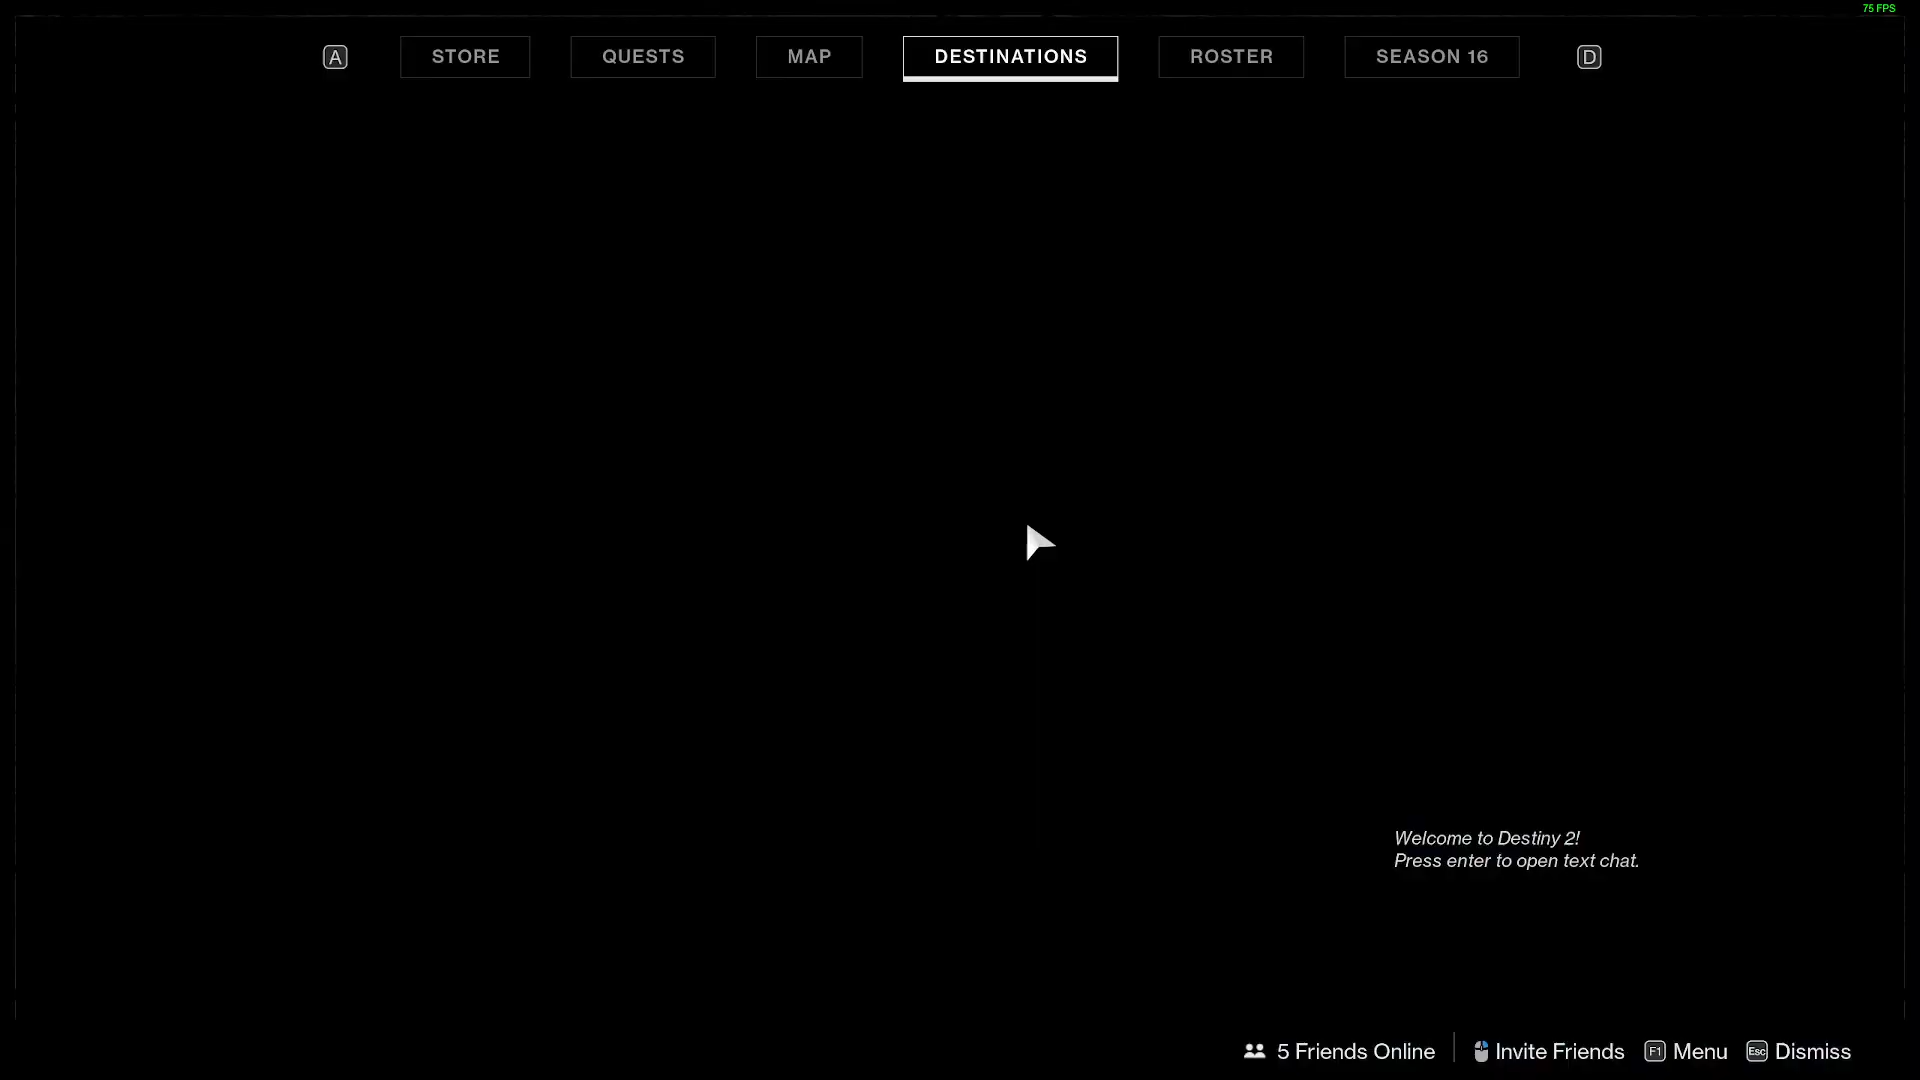 75 FPS
A STORE QUESTS MAP DESTINATIONS ROSTER SEASON 16 D
Welcome to Destiny 2!
Press enter to open text chat.
5 Friends Online Invite Friends F1 Menu Esc Dismiss